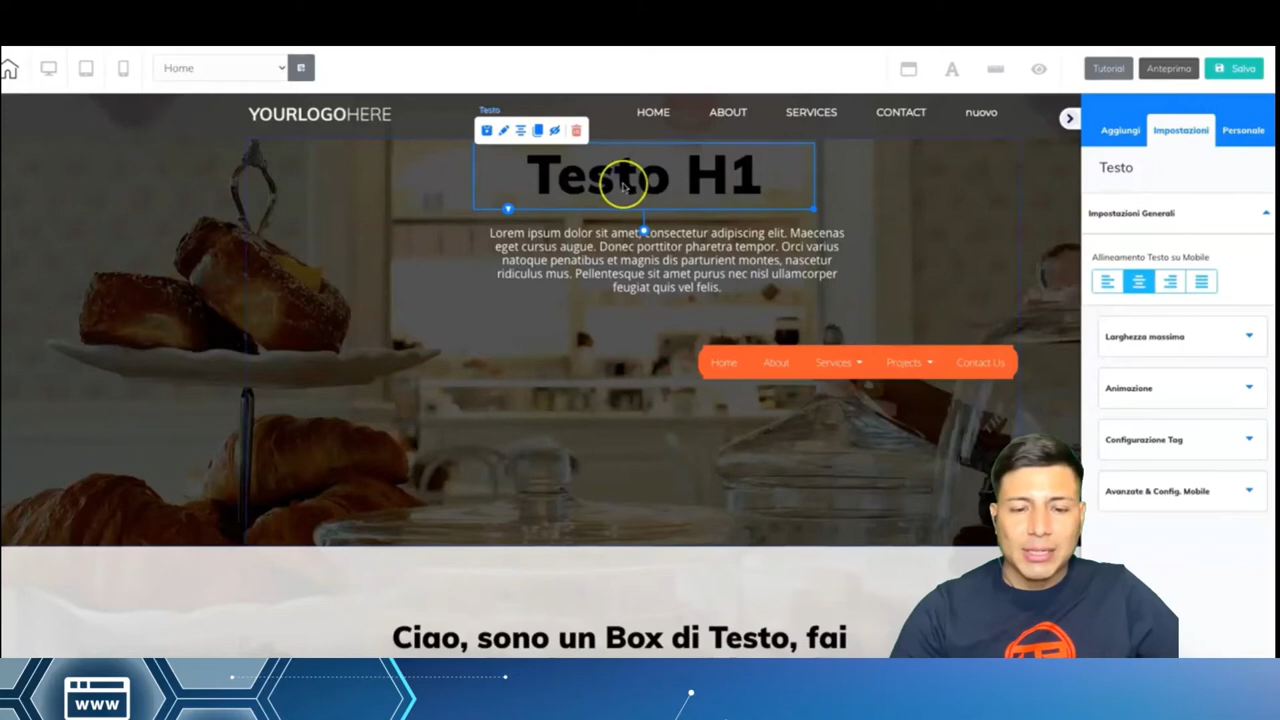 Home
Tutorial
Anteprima
Salva
YOURLOGOHERE
HOME
ABOUT
SERVICES
CONTACT
nuovo
Testo
Testo H1
Lorem ipsum dolor sit amet, consectetur adipiscing elit. Maecenas
eget cursus augue. Donec porttitor pharetra tempor. Orci varius
natoque penatibus et magnis dis parturient montes, nascetur
ridiculus mus. Pellentesque sit amet purus nec nisl ullamcorper
feugiat quis vel felis.
Home
About
Services
Projects
Contact Us
Ciao, sono un Box di Testo, fai
Aggiungi
Impostazioni
Personale
Testo
Impostazioni Generali
Allineamento Testo su Mobile
Larghezza massima
Animazione
Configurazione Tag
Avanzate & Config. Mobile
www